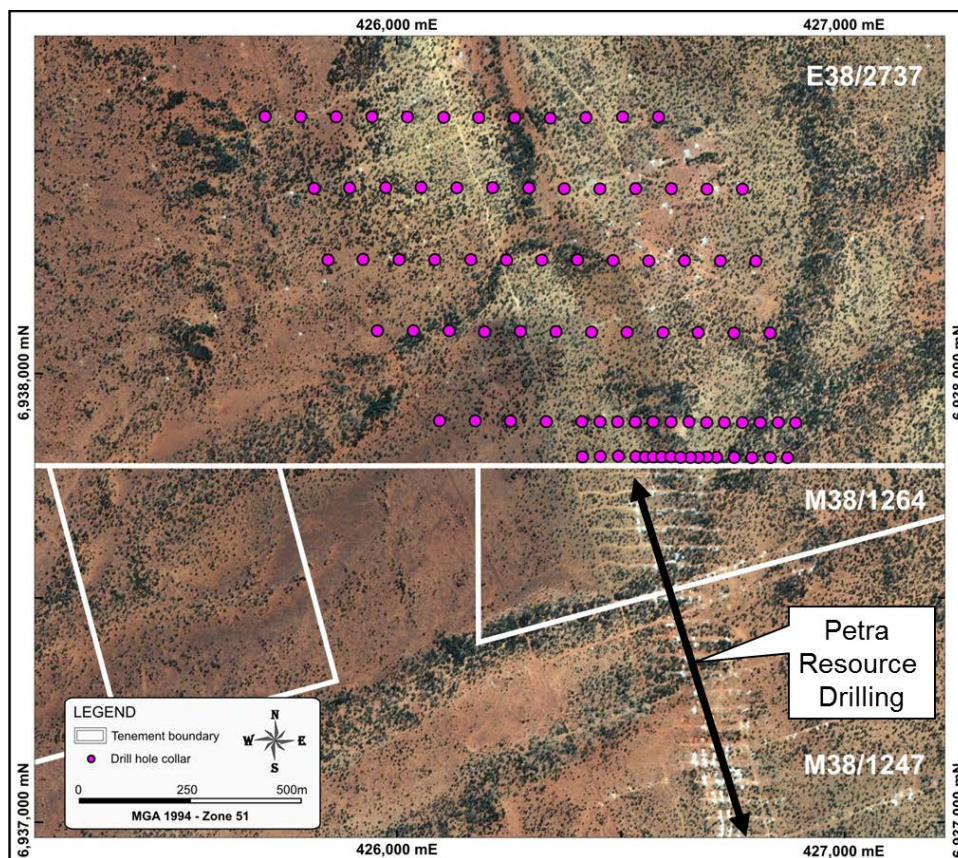 426,000 mE
427,000 mE
E38/2737
6,938,000 mN
6,938,000 mN
M38/1264
Petra
Resource
Drilling
M38/1247
LEGEND
Tenement boundary
Drill hole collar
N
W E
S
0 250 500m
MGA 1994 - Zone 51
6,937,000 mN
6,937,000 mN
426,000 mE
427,000 mE